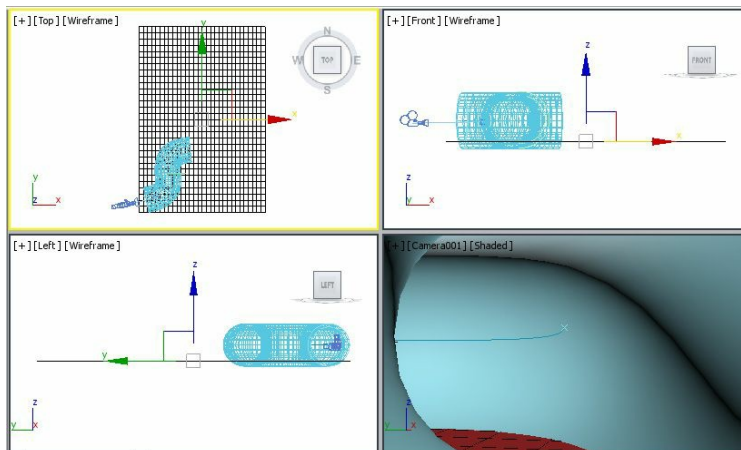 [+] [Top] [Wireframe]
N
W TOP E
S
y
x
y
z x
[+] [Front] [Wireframe]
FRONT
z
x
z
x
[+] [Left] [Wireframe]
LEFT
z
y
z
y
[+] [Camera001] [Shaded]
z
y x